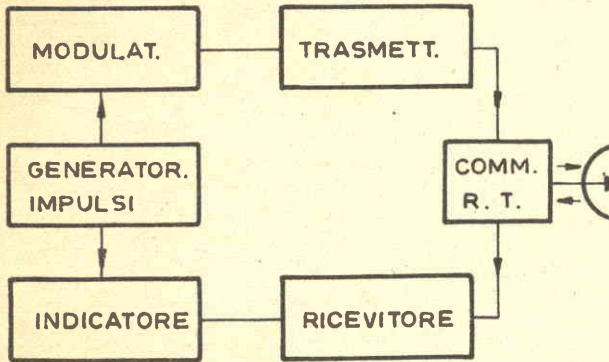 MODULAT.
TRASMETT.
GENERATOR.
IMPULSI
COMM.
R. T.
INDICATORE
RICEVITORE